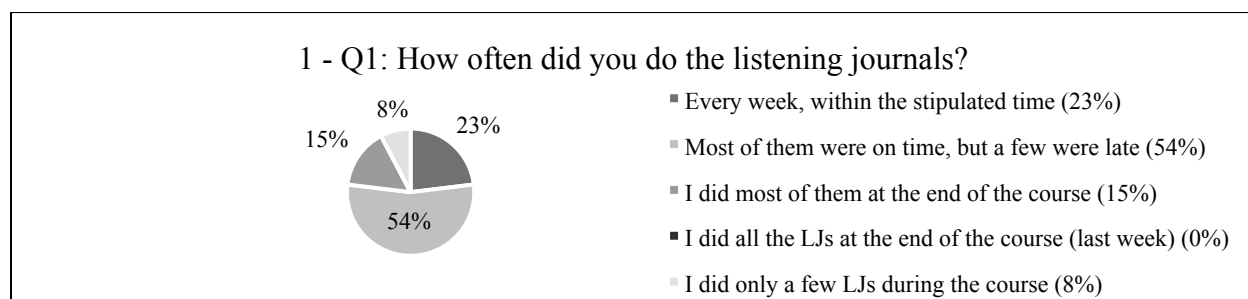 1 - Q1: How often did you do the listening journals?
8%
23%
15%
54%
Every week, within the stipulated time (23%)
Most of them were on time, but a few were late (54%)
I did most of them at the end of the course (15%)
I did all the LJs at the end of the course (last week) (0%)
I did only a few LJs during the course (8%)